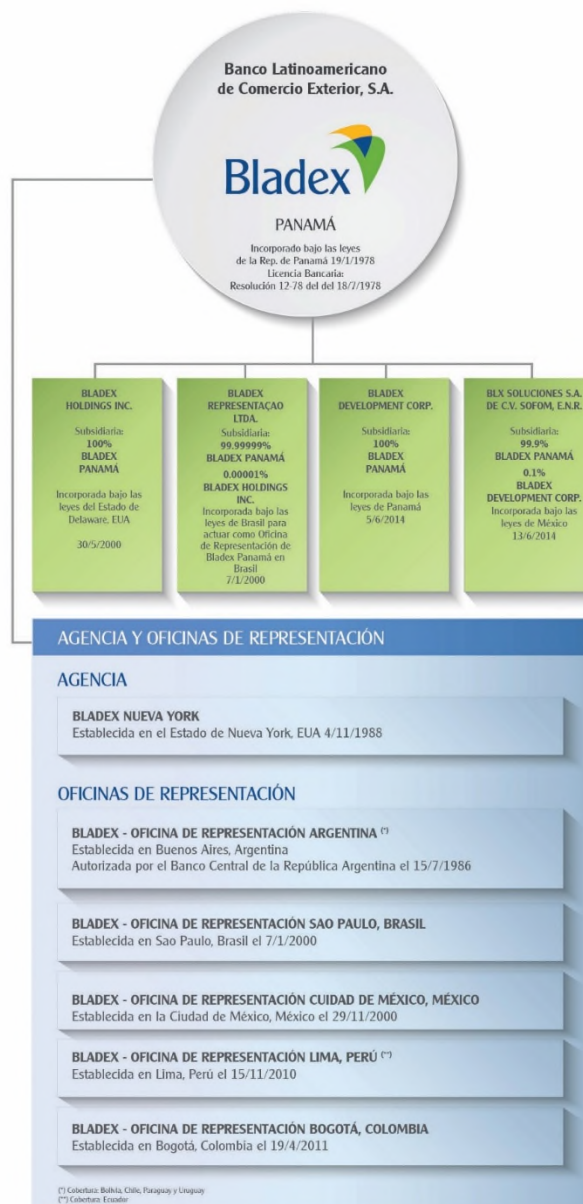 Banco Latinoamericano
de Comercio Exterior, S.A.
Bladex
PANAMÁ
Incorporado bajo las leyes
de la Rep. de Panamá 19/1/1978
Licencia Bancaria:
Resolución 12-78 del del 18/7/1978
BLADEX
HOLDINGS INC.
Subsidiaria:
100%
BLADEX
PANAMÁ
Incorporada bajo las
leyes del Estado de
Delaware, EUA
30/5/2000
BLADEX
REPRESENTAÇAO
LTDA.
Subsidiaria:
99.99999%
BLADEX PANAMÁ
0.00001%
BLADEX HOLDINGS
INC.
Incorporada bajo las
leyes de Brasil para
actuar como Oficina
de Representación de
Bladex Panamá en
Brasil
7/1/2000
BLADEX
DEVELOPMENT CORP.
Subsidiaria:
100%
BLADEX
PANAMÁ
Incorporada bajo las
leyes de Panamá
5/6/2014
BLX SOLUCIONES S.A.
DE C.V. SOFOM, E.N.R.
Subsidiaria:
99.9%
BLADEX PANAMÁ
0.1%
BLADEX
DEVELOPMENT CORP.
Incorporada bajo las
leyes de México
13/6/2014
AGENCIA Y OFICINAS DE REPRESENTACIÓN
AGENCIA
BLADEX NUEVA YORK
Establecida en el Estado de Nueva York, EUA 4/11/1988
OFICINAS DE REPRESENTACIÓN
BLADEX - OFICINA DE REPRESENTACIÓN ARGENTINA (*)
Establecida en Buenos Aires, Argentina
Autorizada por el Banco Central de la República Argentina el 15/7/1986
BLADEX - OFICINA DE REPRESENTACIÓN SAO PAULO, BRASIL
Establecida en Sao Paulo, Brasil el 7/1/2000
BLADEX - OFICINA DE REPRESENTACIÓN CUIDAD DE MÉXICO, MÉXICO
Establecida en la Ciudad de México, México el 29/11/2000
BLADEX - OFICINA DE REPRESENTACIÓN LIMA, PERÚ (**)
Establecida en Lima, Perú el 15/11/2010
BLADEX - OFICINA DE REPRESENTACIÓN BOGOTÁ, COLOMBIA
Establecida en Bogotá, Colombia el 19/4/2011
(*) Cobertura: Bolivia, Chile, Paraguay y Uruguay
(**) Cobertura: Ecuador